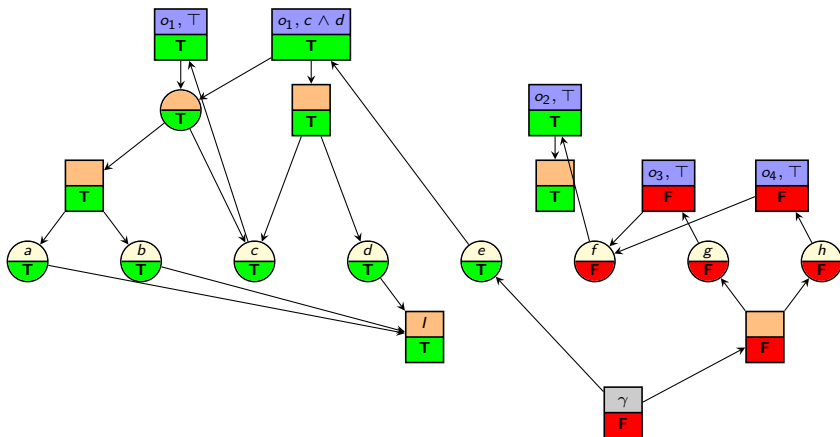 o₁, ⊤
T
o₁, c ∧ d
T
T
T
o₂, ⊤
T
T
T
o₃, ⊤
F
o₄, ⊤
F
a
T
b
T
c
T
d
T
e
T
f
F
g
F
h
F
I
T
F
γ
F